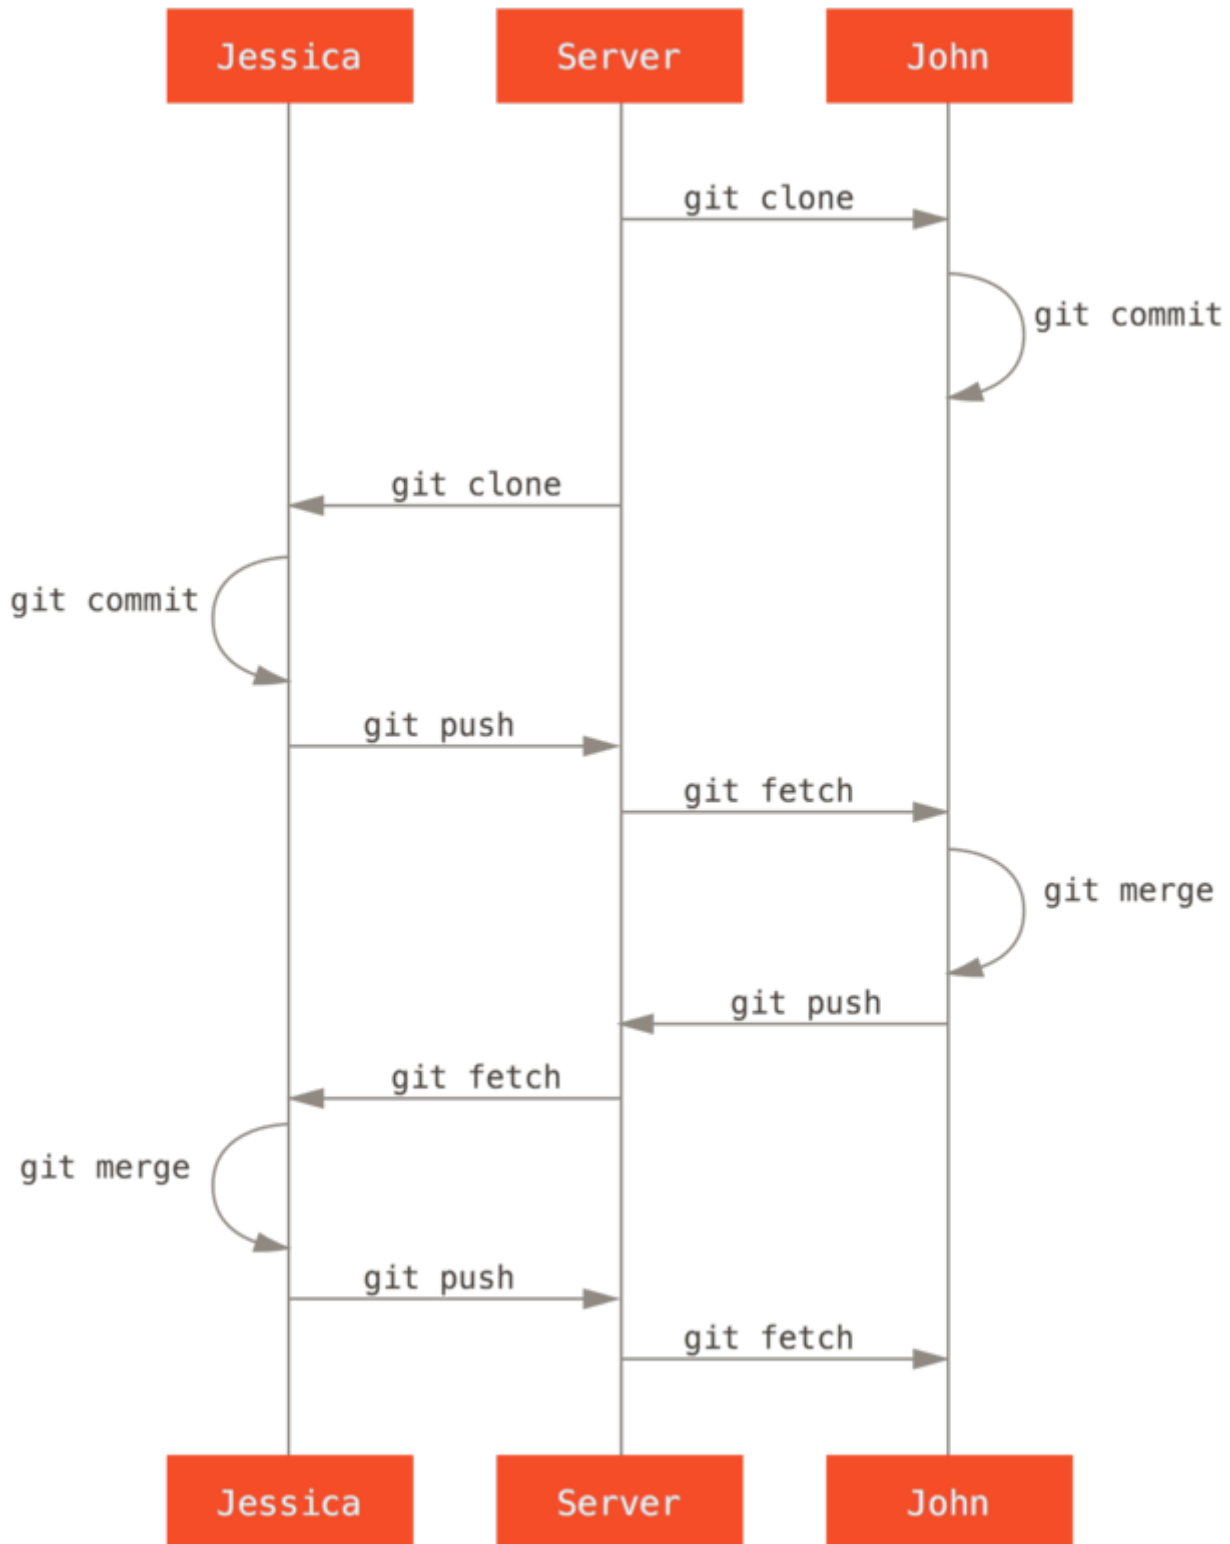 Jessica
Server
John
git clone
git commit
git clone
git commit
git push
git fetch
git merge
git push
git fetch
git merge
git push
git fetch
Jessica
Server
John